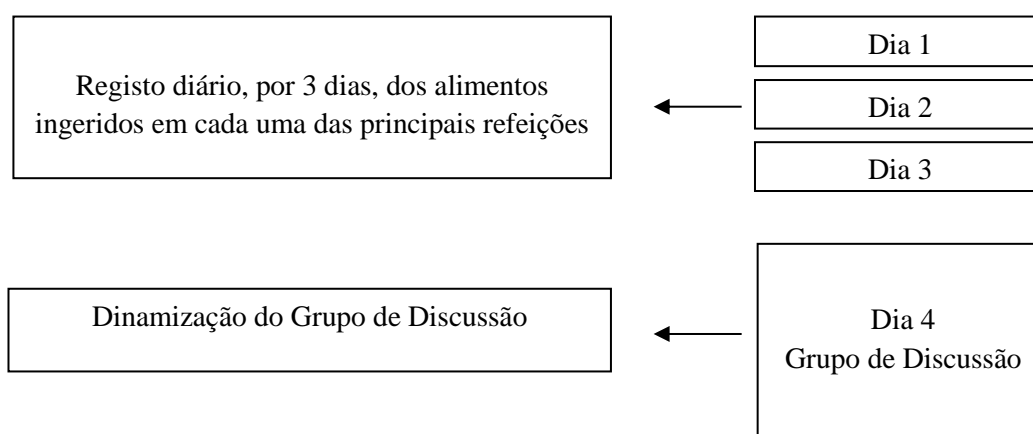 Registo diário, por 3 dias, dos alimentos
ingeridos em cada uma das principais refeições
Dia 1
Dia 2
Dia 3
Dinamização do Grupo de Discussão
Dia 4
Grupo de Discussão